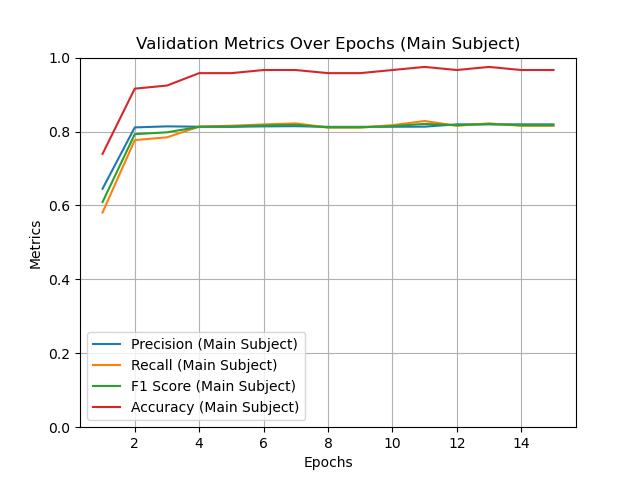 Validation Metrics Over Epochs (Main Subject)
1.0
0.8
0.6
0.4
0.2
0.0
Metrics
Precision (Main Subject)
Recall (Main Subject)
F1 Score (Main Subject)
Accuracy (Main Subject)
2 4 6 8 10 12 14
Epochs